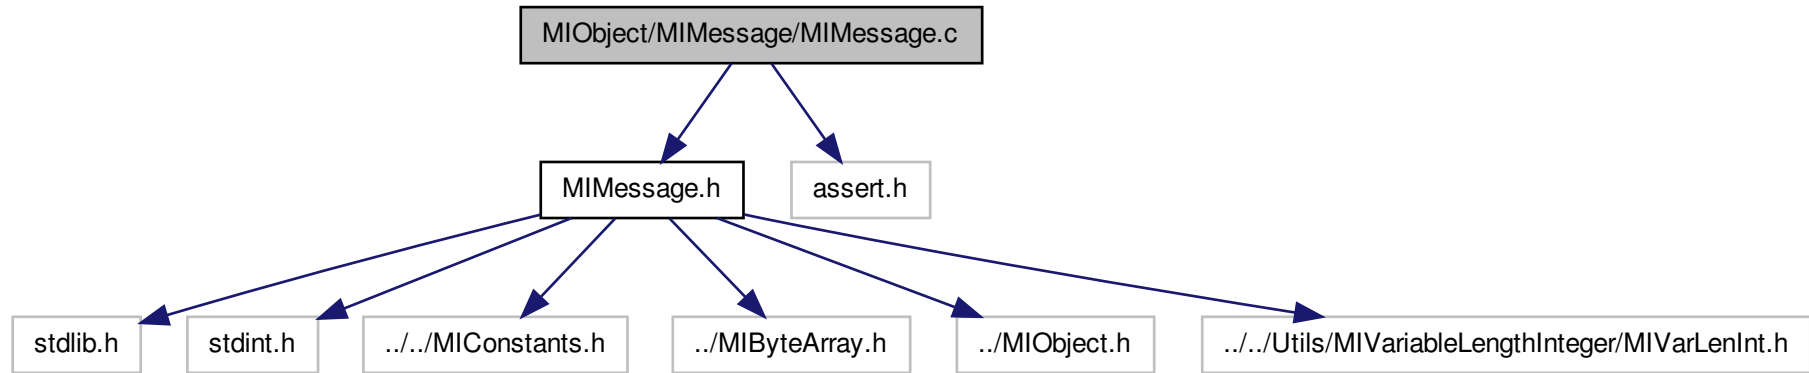 MIObject/MIMessage/MIMessage.c
MIMessage.h
assert.h
stdlib.h
stdint.h
../../MIConstants.h
../MIByteArray.h
../MIObject.h
../../Utils/MIVariableLengthInteger/MIVarLenInt.h